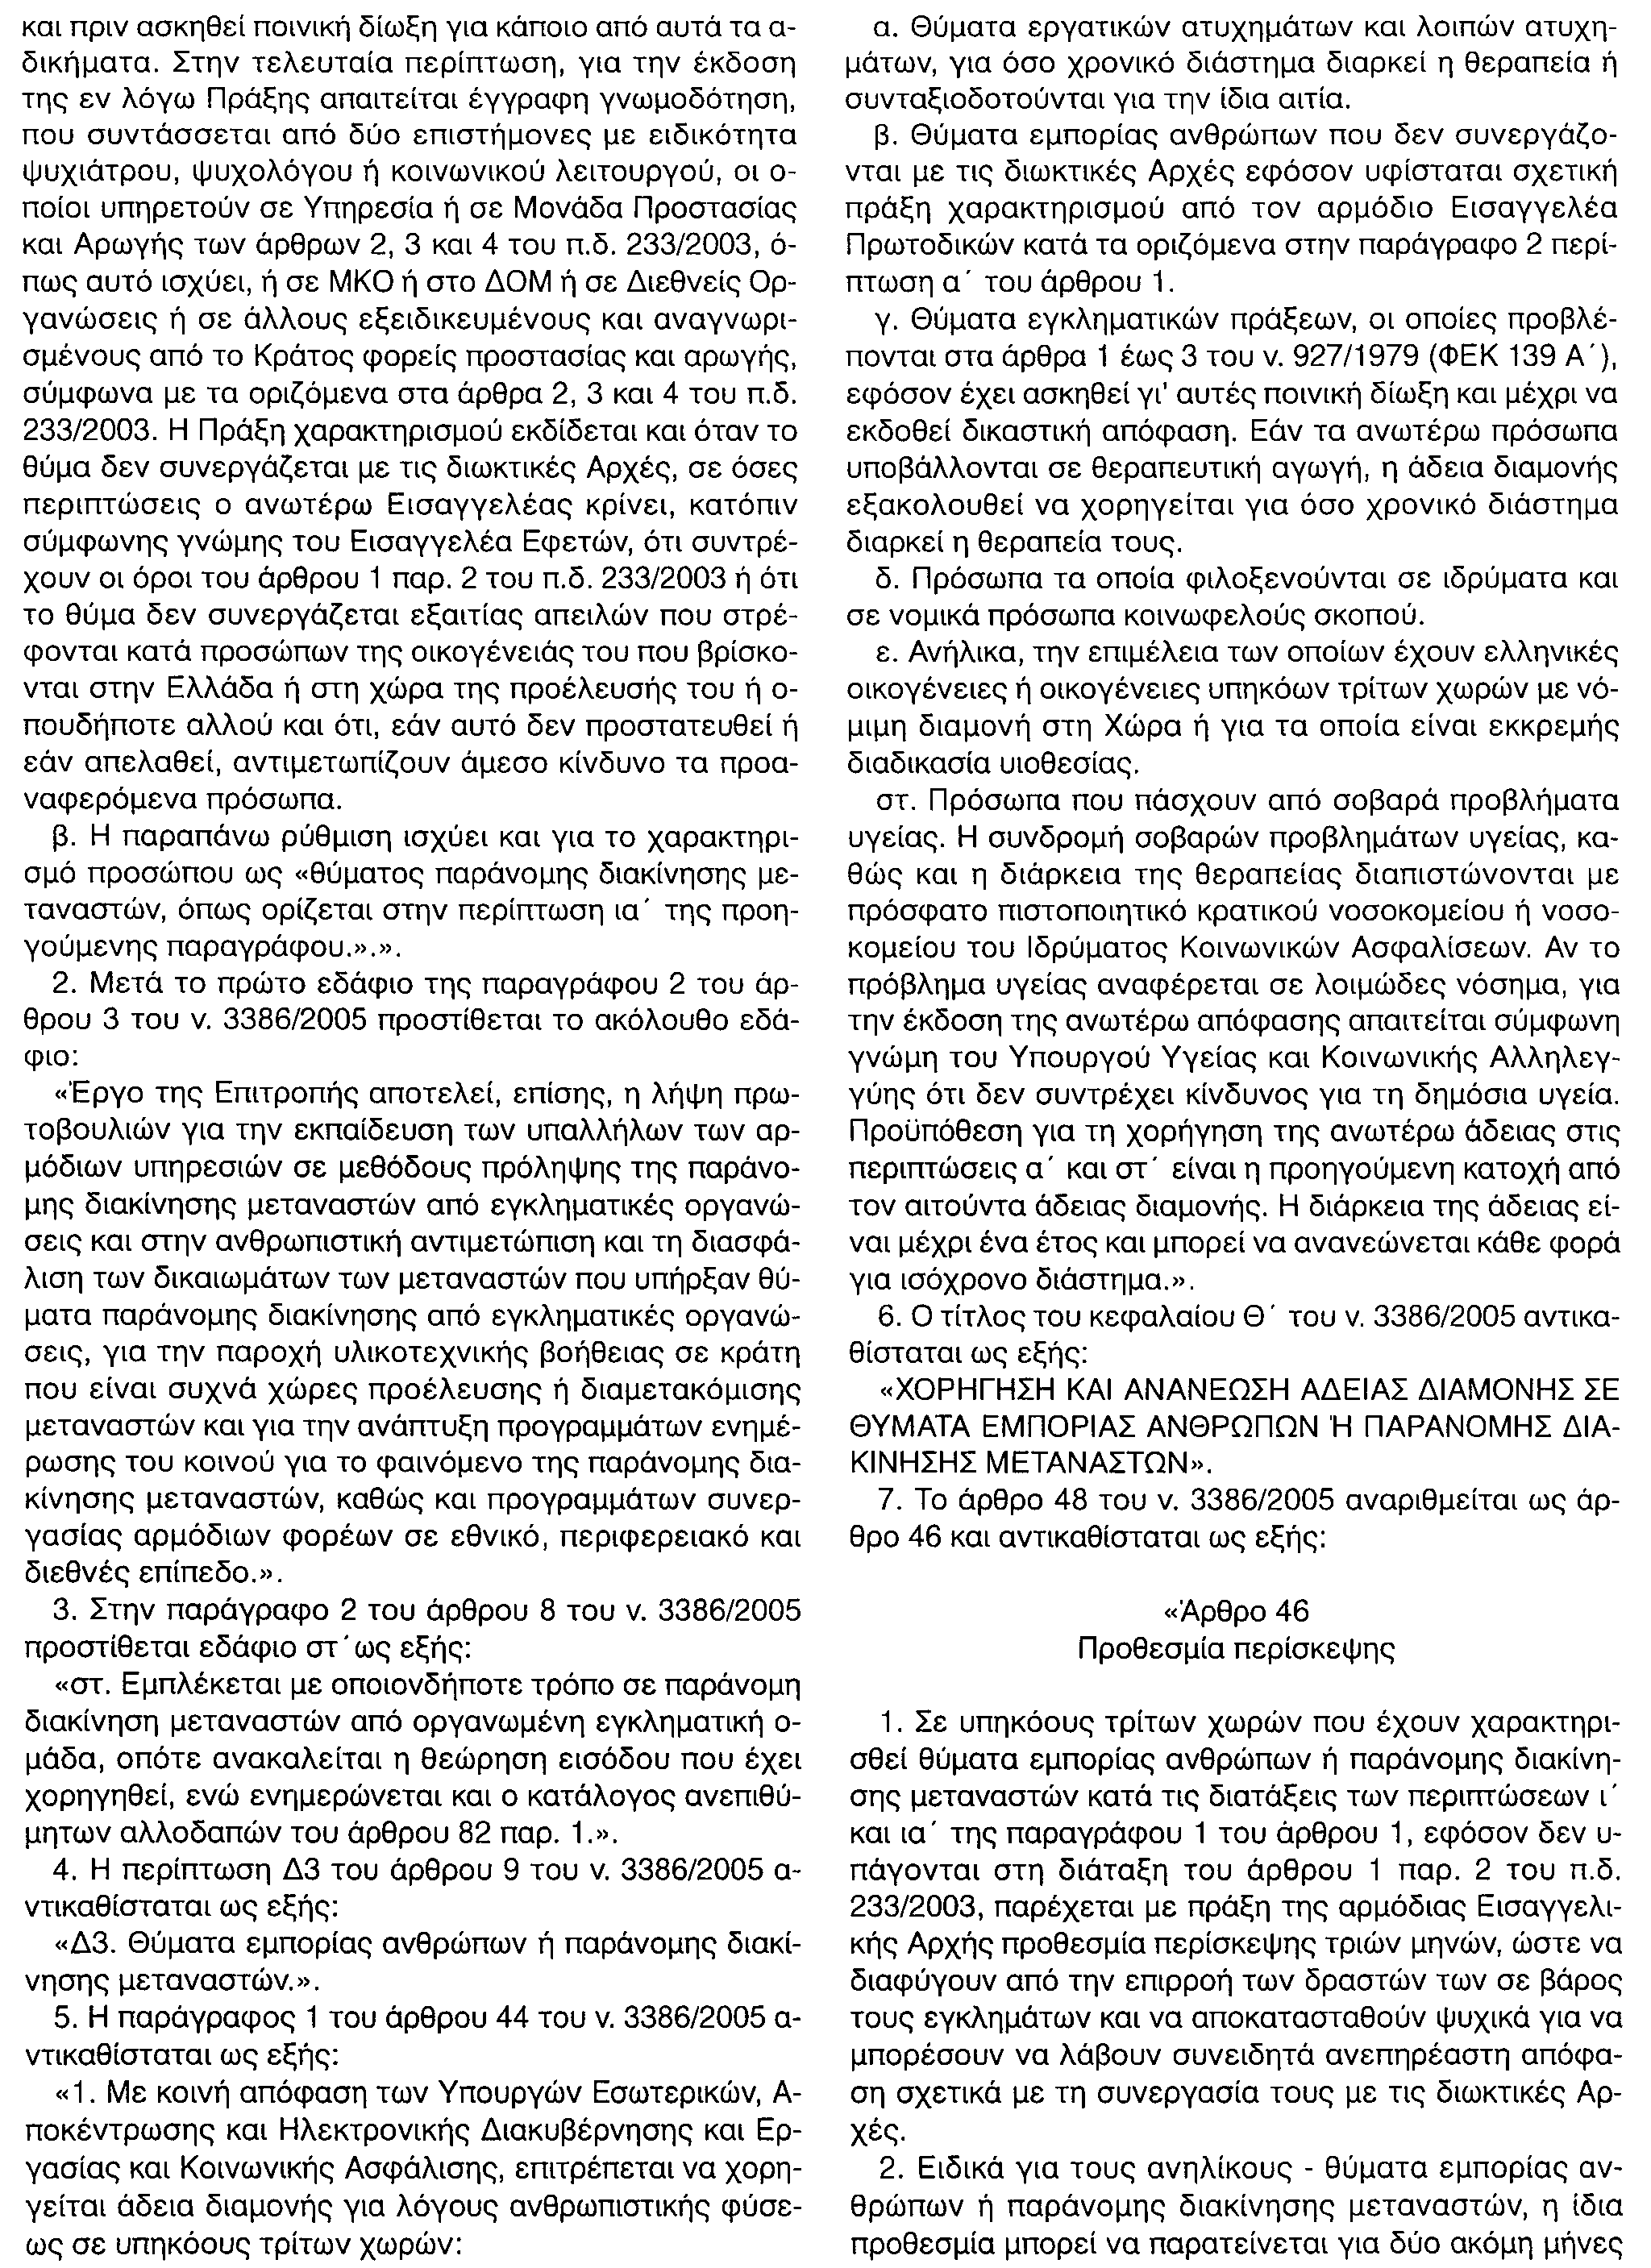 και πριν ασκηθεί ποινική δίωξη για κάποιο από αυτά τα α-
δικήματα. Στην τελευταία περίπτωση, για την έκδοση
της εν λόγω Πράξης απαιτείται έγγραφη γνωμοδότηση,
που συντάσσεται από δύο επιστήμονες με ειδικότητα
ψυχιάτρου, ψυχολόγου ή κοινωνικού λειτουργού, οι ο-
ποίοι υπηρετούν σε Υπηρεσία ή σε Μονάδα Προστασίας
και Αρωγής των άρθρων 2, 3 και 4 του π.δ. 233/2003, ό-
πως αυτό ισχύει, ή σε ΜΚΟ ή στο ΔΟΜ ή σε Διεθνείς Ορ-
γανώσεις ή σε άλλους εξειδικευμένους και αναγνωρι-
σμένους από το Κράτος φορείς προστασίας και αρωγής,
σύμφωνα με τα οριζόμενα στα άρθρα 2, 3 και 4 του π.δ.
233/2003. Η Πράξη χαρακτηρισμού εκδίδεται και όταν το
θύμα δεν συνεργάζεται με τις διωκτικές Αρχές, σε όσες
περιπτώσεις ο ανωτέρω Εισαγγελέας κρίνει, κατόπιν
σύμφωνης γνώμης του Εισαγγελέα Εφετών, ότι συντρέ-
χουν οι όροι του άρθρου 1 παρ. 2 του π.δ. 233/2003 ή ότι
το θύμα δεν συνεργάζεται εξαιτίας απειλών που στρέ-
φονται κατά προσώπων της οικογένειάς του που βρίσκο-
νται στην Ελλάδα ή στη χώρα της προέλευσής του ή ο-
πουδήποτε αλλού και ότι, εάν αυτό δεν προστατευθεί ή
εάν απελαθεί, αντιμετωπίζουν άμεσο κίνδυνο τα προα-
ναφερόμενα πρόσωπα.
β. Η παραπάνω ρύθμιση ισχύει και για το χαρακτηρι-
σμό προσώπου ως «θύματος παράνομης διακίνησης με-
ταναστών, όπως ορίζεται στην περίπτωση ια΄ της προη-
γούμενης παραγράφου.».».
2. Μετά το πρώτο εδάφιο της παραγράφου 2 του άρ-
θρου 3 του ν. 3386/2005 προστίθεται το ακόλουθο εδά-
φιο:
«Έργο της Επιτροπής αποτελεί, επίσης, η λήψη πρω-
τοβουλιών για την εκπαίδευση των υπαλλήλων των αρ-
μόδιων υπηρεσιών σε μεθόδους πρόληψης της παράνο-
μης διακίνησης μεταναστών από εγκληματικές οργανώ-
σεις και στην ανθρωπιστική αντιμετώπιση και τη διασφά-
λιση των δικαιωμάτων των μεταναστών που υπήρξαν θύ-
ματα παράνομης διακίνησης από εγκληματικές οργανώ-
σεις, για την παροχή υλικοτεχνικής βοήθειας σε κράτη
που είναι συχνά χώρες προέλευσης ή διαμετακόμισης
μεταναστών και για την ανάπτυξη προγραμμάτων ενημέ-
ρωσης του κοινού για το φαινόμενο της παράνομης δια-
κίνησης μεταναστών, καθώς και προγραμμάτων συνερ-
γασίας αρμόδιων φορέων σε εθνικό, περιφερειακό και
διεθνές επίπεδο.».
3. Στην παράγραφο 2 του άρθρου 8 του ν. 3386/2005
προστίθεται εδάφιο στ΄ως εξής:
«στ. Εμπλέκεται με οποιονδήποτε τρόπο σε παράνομη
διακίνηση μεταναστών από οργανωμένη εγκληματική ο-
μάδα, οπότε ανακαλείται η θεώρηση εισόδου που έχει
χορηγηθεί, ενώ ενημερώνεται και ο κατάλογος ανεπιθύ-
μητων αλλοδαπών του άρθρου 82 παρ. 1.».
4. Η περίπτωση Δ3 του άρθρου 9 του ν. 3386/2005 α-
ντικαθίσταται ως εξής:
«Δ3. Θύματα εμπορίας ανθρώπων ή παράνομης διακί-
νησης μεταναστών.».
5. Η παράγραφος 1 του άρθρου 44 του ν. 3386/2005 α-
ντικαθίσταται ως εξής:
«1. Με κοινή απόφαση των Υπουργών Εσωτερικών, Α-
ποκέντρωσης και Ηλεκτρονικής Διακυβέρνησης και Ερ-
γασίας και Κοινωνικής Ασφάλισης, επιτρέπεται να χορη-
γείται άδεια διαμονής για λόγους ανθρωπιστικής φύσε-
ως σε υπηκόους τρίτων χωρών:
α. Θύματα εργατικών ατυχημάτων και λοιπών ατυχη-
μάτων, για όσο χρονικό διάστημα διαρκεί η θεραπεία ή
συνταξιοδοτούνται για την ίδια αιτία.
β. Θύματα εμπορίας ανθρώπων που δεν συνεργάζο-
νται με τις διωκτικές Αρχές εφόσον υφίσταται σχετική
πράξη χαρακτηρισμού από τον αρμόδιο Εισαγγελέα
Πρωτοδικών κατά τα οριζόμενα στην παράγραφο 2 περί-
πτωση α΄ του άρθρου 1.
γ. Θύματα εγκληματικών πράξεων, οι οποίες προβλέ-
πονται στα άρθρα 1 έως 3 του ν. 927/1979 (ΦΕΚ 139 Α΄),
εφόσον έχει ασκηθεί γι' αυτές ποινική δίωξη και μέχρι να
εκδοθεί δικαστική απόφαση. Εάν τα ανωτέρω πρόσωπα
υποβάλλονται σε θεραπευτική αγωγή, η άδεια διαμονής
εξακολουθεί να χορηγείται για όσο χρονικό διάστημα
διαρκεί η θεραπεία τους.
δ. Πρόσωπα τα οποία φιλοξενούνται σε ιδρύματα και
σε νομικά πρόσωπα κοινωφελούς σκοπού.
ε. Ανήλικα, την επιμέλεια των οποίων έχουν ελληνικές
οικογένειες ή οικογένειες υπηκόων τρίτων χωρών με νό-
μιμη διαμονή στη Χώρα ή για τα οποία είναι εκκρεμής
διαδικασία υιοθεσίας.
στ. Πρόσωπα που πάσχουν από σοβαρά προβλήματα
υγείας. Η συνδρομή σοβαρών προβλημάτων υγείας, κα-
θώς και η διάρκεια της θεραπείας διαπιστώνονται με
πρόσφατο πιστοποιητικό κρατικού νοσοκομείου ή νοσο-
κομείου του Ιδρύματος Κοινωνικών Ασφαλίσεων. Αν το
πρόβλημα υγείας αναφέρεται σε λοιμώδες νόσημα, για
την έκδοση της ανωτέρω απόφασης απαιτείται σύμφωνη
γνώμη του Υπουργού Υγείας και Κοινωνικής Αλληλεγ-
γύης ότι δεν συντρέχει κίνδυνος για τη δημόσια υγεία.
Προϋπόθεση για τη χορήγηση της ανωτέρω άδειας στις
περιπτώσεις α΄ και στ΄ είναι η προηγούμενη κατοχή από
τον αιτούντα άδειας διαμονής. Η διάρκεια της άδειας εί-
ναι μέχρι ένα έτος και μπορεί να ανανεώνεται κάθε φορά
για ισόχρονο διάστημα.».
6. Ο τίτλος του κεφαλαίου Θ΄ του ν. 3386/2005 αντικα-
θίσταται ως εξής:
«ΧΟΡΗΓΗΣΗ ΚΑΙ ΑΝΑΝΕΩΣΗ ΑΔΕΙΑΣ ΔΙΑΜΟΝΗΣ ΣΕ
ΘΥΜΑΤΑ ΕΜΠΟΡΙΑΣ ΑΝΘΡΩΠΩΝ Ή ΠΑΡΑΝΟΜΗΣ ΔΙΑ-
ΚΙΝΗΣΗΣ ΜΕΤΑΝΑΣΤΩΝ».
7. Το άρθρο 48 του ν. 3386/2005 αναριθμείται ως άρ-
θρο 46 και αντικαθίσταται ως εξής:
«Άρθρο 46
Προθεσμία περίσκεψης
1. Σε υπηκόους τρίτων χωρών που έχουν χαρακτηρι-
σθεί θύματα εμπορίας ανθρώπων ή παράνομης διακίνη-
σης μεταναστών κατά τις διατάξεις των περιπτώσεων ι΄
και ια΄ της παραγράφου 1 του άρθρου 1, εφόσον δεν υ-
πάγονται στη διάταξη του άρθρου 1 παρ. 2 του π.δ.
233/2003, παρέχεται με πράξη της αρμόδιας Εισαγγελι-
κής Αρχής προθεσμία περίσκεψης τριών μηνών, ώστε να
διαφύγουν από την επιρροή των δραστών των σε βάρος
τους εγκλημάτων και να αποκατασταθούν ψυχικά για να
μπορέσουν να λάβουν συνειδητά ανεπηρέαστη απόφα-
ση σχετικά με τη συνεργασία τους με τις διωκτικές Αρ-
χές.
2. Ειδικά για τους ανηλίκους - θύματα εμπορίας αν-
θρώπων ή παράνομης διακίνησης μεταναστών, η ίδια
προθεσμία μπορεί να παρατείνεται για δύο ακόμη μήνες